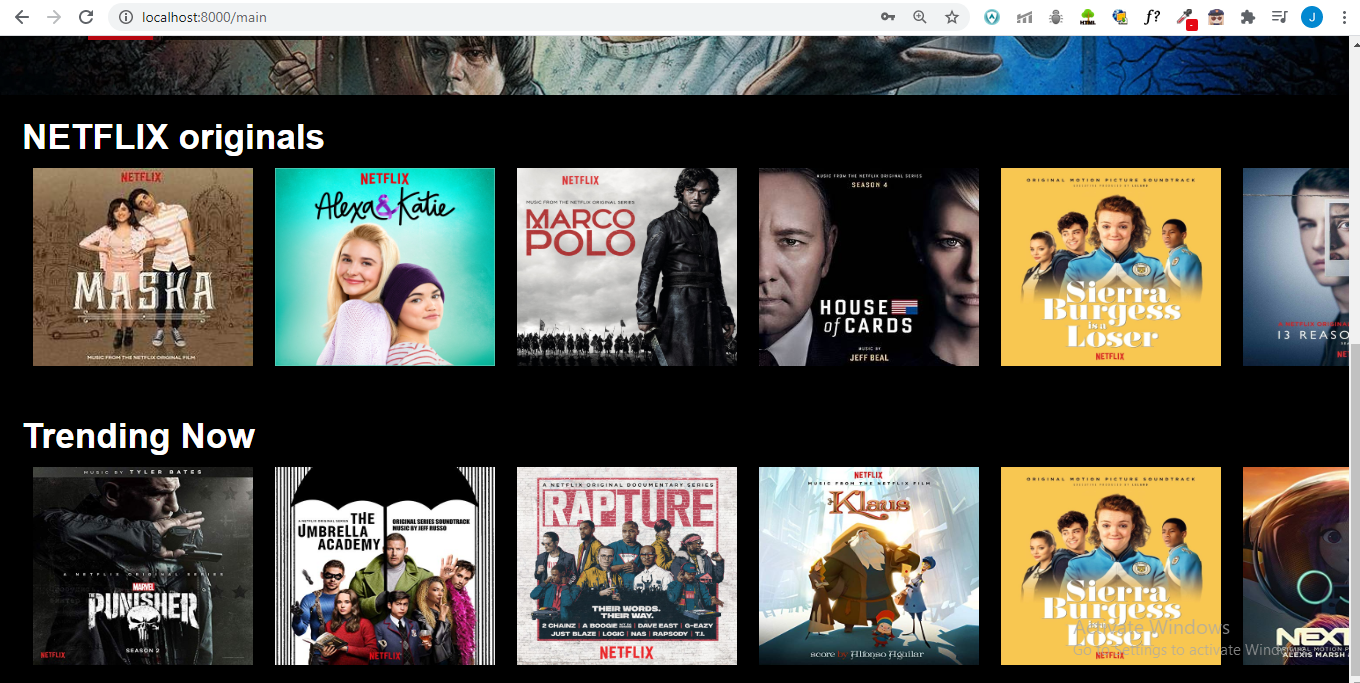 localhost:8000/main
f?
J
NETFLIX originals
NETFLIX
MASKA
MUSIC FROM THE NETFLIX ORIGINAL FILM
NETFLIX
Alexa & Katie
NETFLIX
MUSIC FROM THE NETFLIX ORIGINAL SERIES
MARCO
POLO
MUSIC FROM THE NETFLIX ORIGINAL SERIES
SEASON 4
HOUSE
of CARDS
MUSIC BY
JEFF BEAL
ORIGINAL MOTION PICTURE SOUNDTRACK
Sierra
Burgess
is a
Loser
NETFLIX
13 REASO
Trending Now
MUSIC BY TYLER BATES
A NETFLIX ORIGINAL SERIES
MARVEL
THE PUNISHER
SEASON 2
NETFLIX
A NETFLIX ORIGINAL SERIES
THE
UMBRELLA
ACADEMY
ORIGINAL SERIES SOUNDTRACK
MUSIC BY JEFF RUSSO
NETFLIX
A NETFLIX ORIGINAL DOCUMENTARY SERIES
RAPTURE
THEIR WORDS.
THEIR WAY.
2 CHAINZ | A BOOGIE | DAVE EAST | G-EAZY
JUST BLAZE | LOGIC | NAS | RAPSODY | T.I.
NETFLIX
NETFLIX
MUSIC FROM THE NETFLIX FILM
Klaus
score by Alfonso Aguilar
ORIGINAL MOTION PICTURE SOUNDTRACK
Sierra
Burgess
is a
Loser
NETFLIX
NEXT
ORIGINAL MOTION P
ALEXIS MARSH &
Activate Windows
Go to Settings to activate Windows.